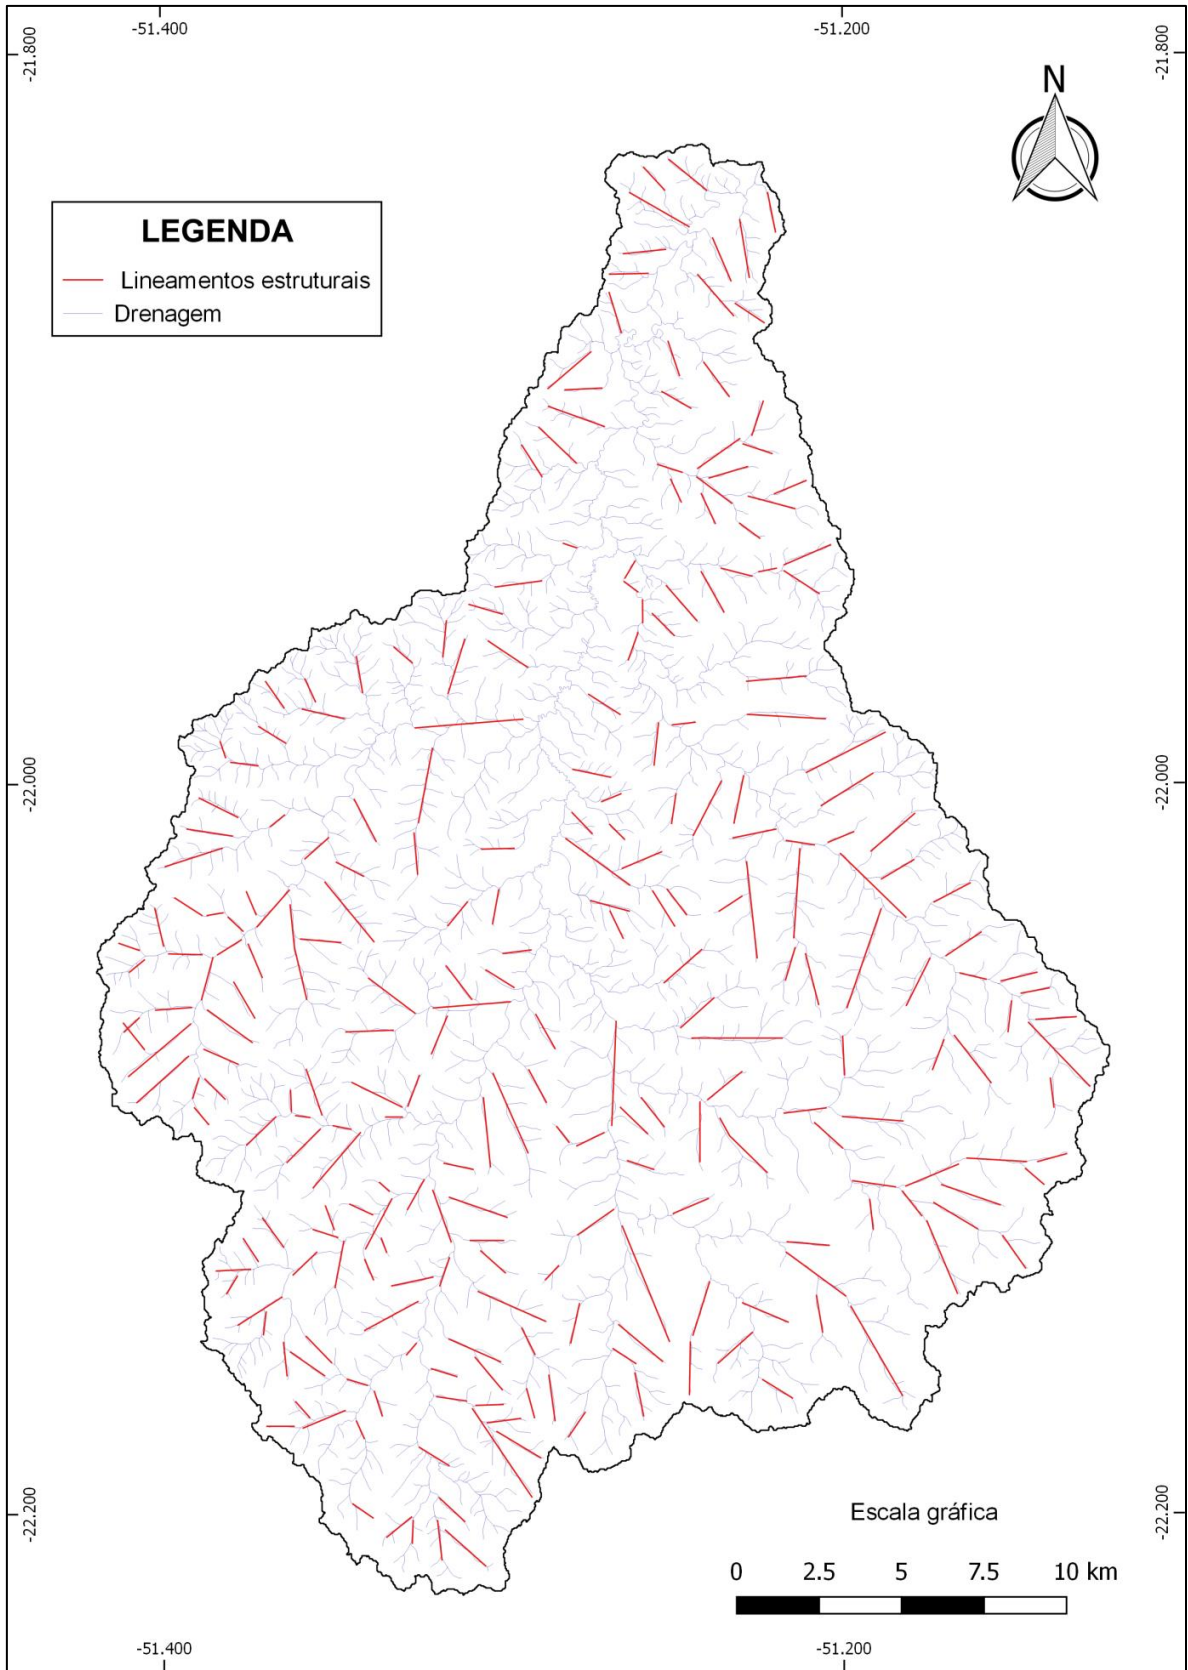 -51.400
-51.200
-21.800
-21.800
N
LEGENDA
Lineamentos estruturais
Drenagem
-22.000
-22.000
-22.200
-22.200
Escala gráfica
0 2.5 5 7.5 10 km
-51.400
-51.200